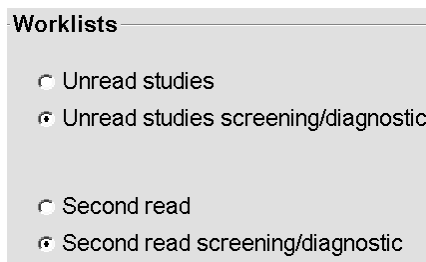 Worklists
Unread studies
Unread studies screening/diagnostic
Second read
Second read screening/diagnostic